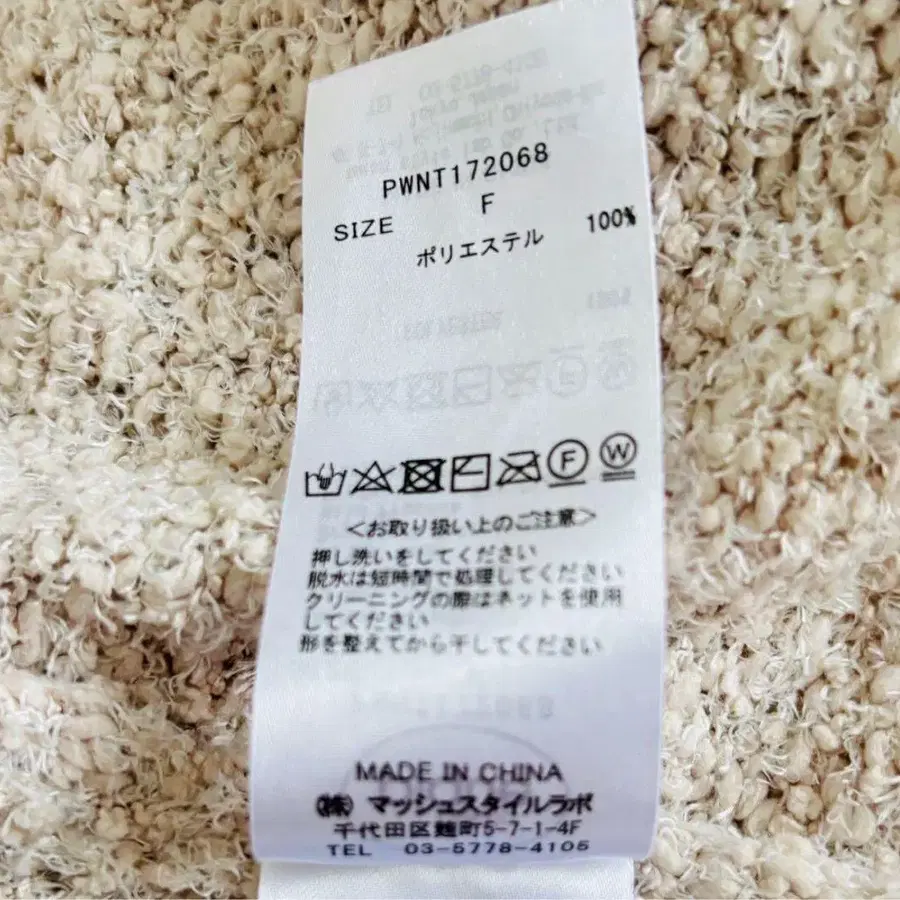 PWNT172068
SIZE F
ポリエステル 100%
F W
＜お取り扱い上のご注意＞
押し洗いをしてください
脱水は短時間で処理してください
クリーニングの際はネットを使用
してください
形を整えてから干してください
MADE IN CHINA
(株) マッシュスタイルラボ
千代田区麹町5-7-1-4F
TEL 03-5778-4105